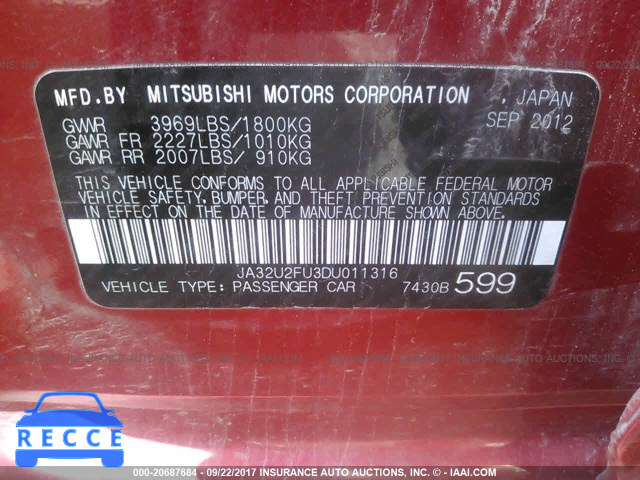 MFD.BY MITSUBISHI MOTORS CORPORATION , JAPAN
GVWR 3969LBS/1800KG SEP 2012
GAWR FR 2227LBS/1010KG
GAWR RR 2007LBS/ 910KG
THIS VEHICLE CONFORMS TO ALL APPLICABLE FEDERAL MOTOR
VEHICLE SAFETY, BUMPER, AND THEFT PREVENTION STANDARDS
IN EFFECT ON THE DATE OF MANUFACTURE SHOWN ABOVE.
JA32U2FU3DU011316
VEHICLE TYPE: PASSENGER CAR 7430B 599
RECCE
000-20687684 - 09/22/2017 INSURANCE AUTO AUCTIONS - © IAAI.COM